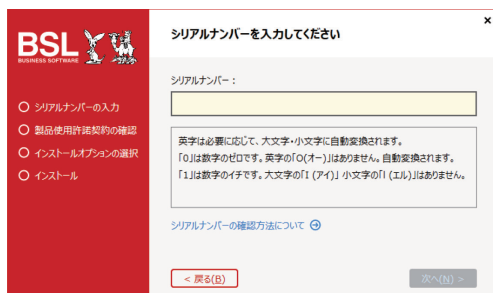 BSL
BUSINESS SOFTWARE
○ シリアルナンバーの入力
○ 製品使用許諾契約の確認
○ インストールオプションの選択
○ インストール
×
シリアルナンバーを入力してください
シリアルナンバー：
英字は必要に応じて、大文字・小文字に自動変換されます。
「0」は数字のゼロです。英字の「O(オー)」はありません。自動変換されます。
「1」は数字のイチです。大文字の「I (アイ)」 小文字の「l (エル)」はありません。
シリアルナンバーの確認方法について
< 戻る(B)
次へ(N) >